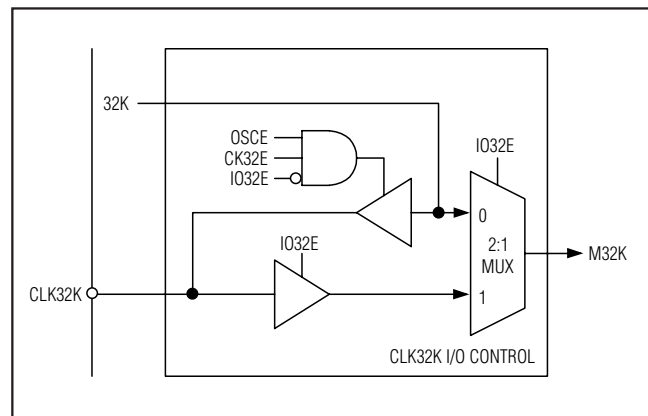 32K
OSCE
CK32E
IO32E
IO32E
0
2:1
MUX
M32K
IO32E
CLK32K
1
CLK32K I/O CONTROL